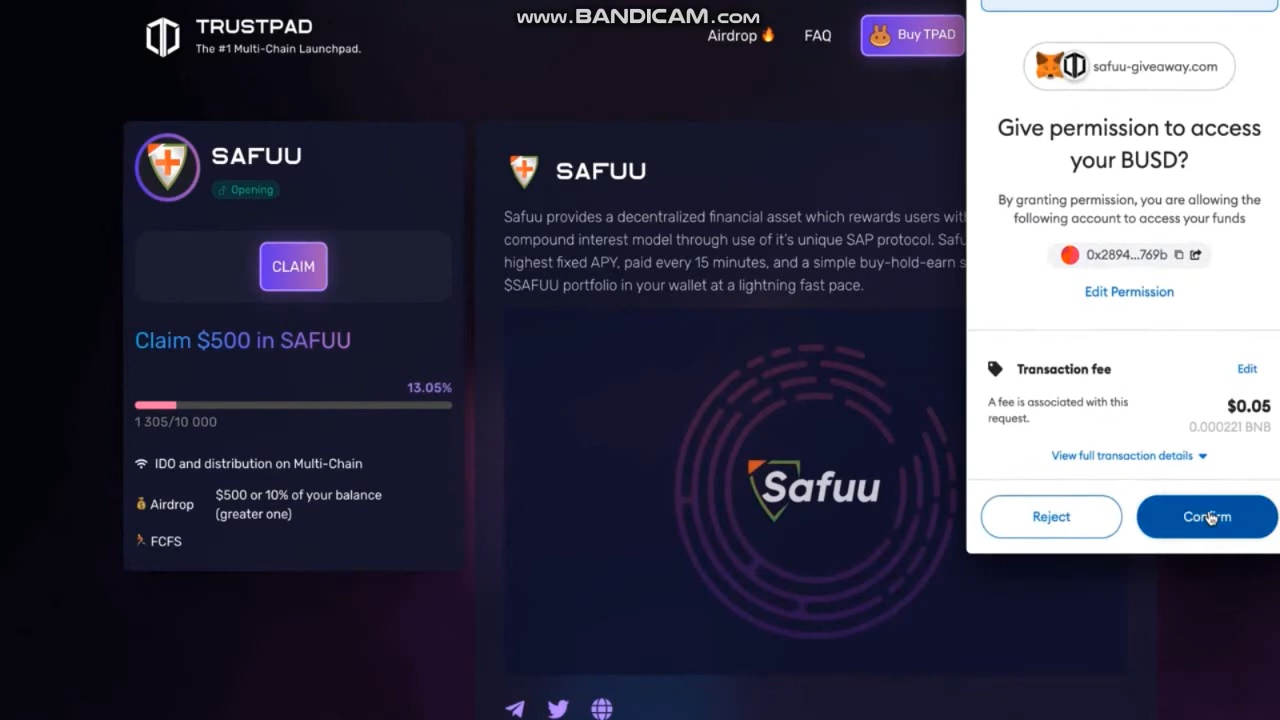 www.BANDICAM.com
TRUSTPAD
The #1 Multi-Chain Launchpad.
Airdrop 🔥
FAQ
Buy TPAD
SAFUU
Opening
CLAIM
Claim $500 in SAFUU
13.05%
1 305/10 000
IDO and distribution on Multi-Chain
Airdrop
$500 or 10% of your balance
(greater one)
FCFS
SAFUU
Safuu provides a decentralized financial asset which rewards users
compound interest model through use of it's unique SAP protocol.
highest fixed APY, paid every 15 minutes, and a simple buy-hold-earn
$SAFUU portfolio in your wallet at a lightning fast pace.
Safuu
safuu-giveaway.com
Give permission to access
your BUSD?
By granting permission, you are allowing the
following account to access your funds
0x2894...769b
Edit Permission
Transaction fee
Edit
A fee is associated with this
request.
$0.05
0.000221 BNB
View full transaction details
Reject
Confirm